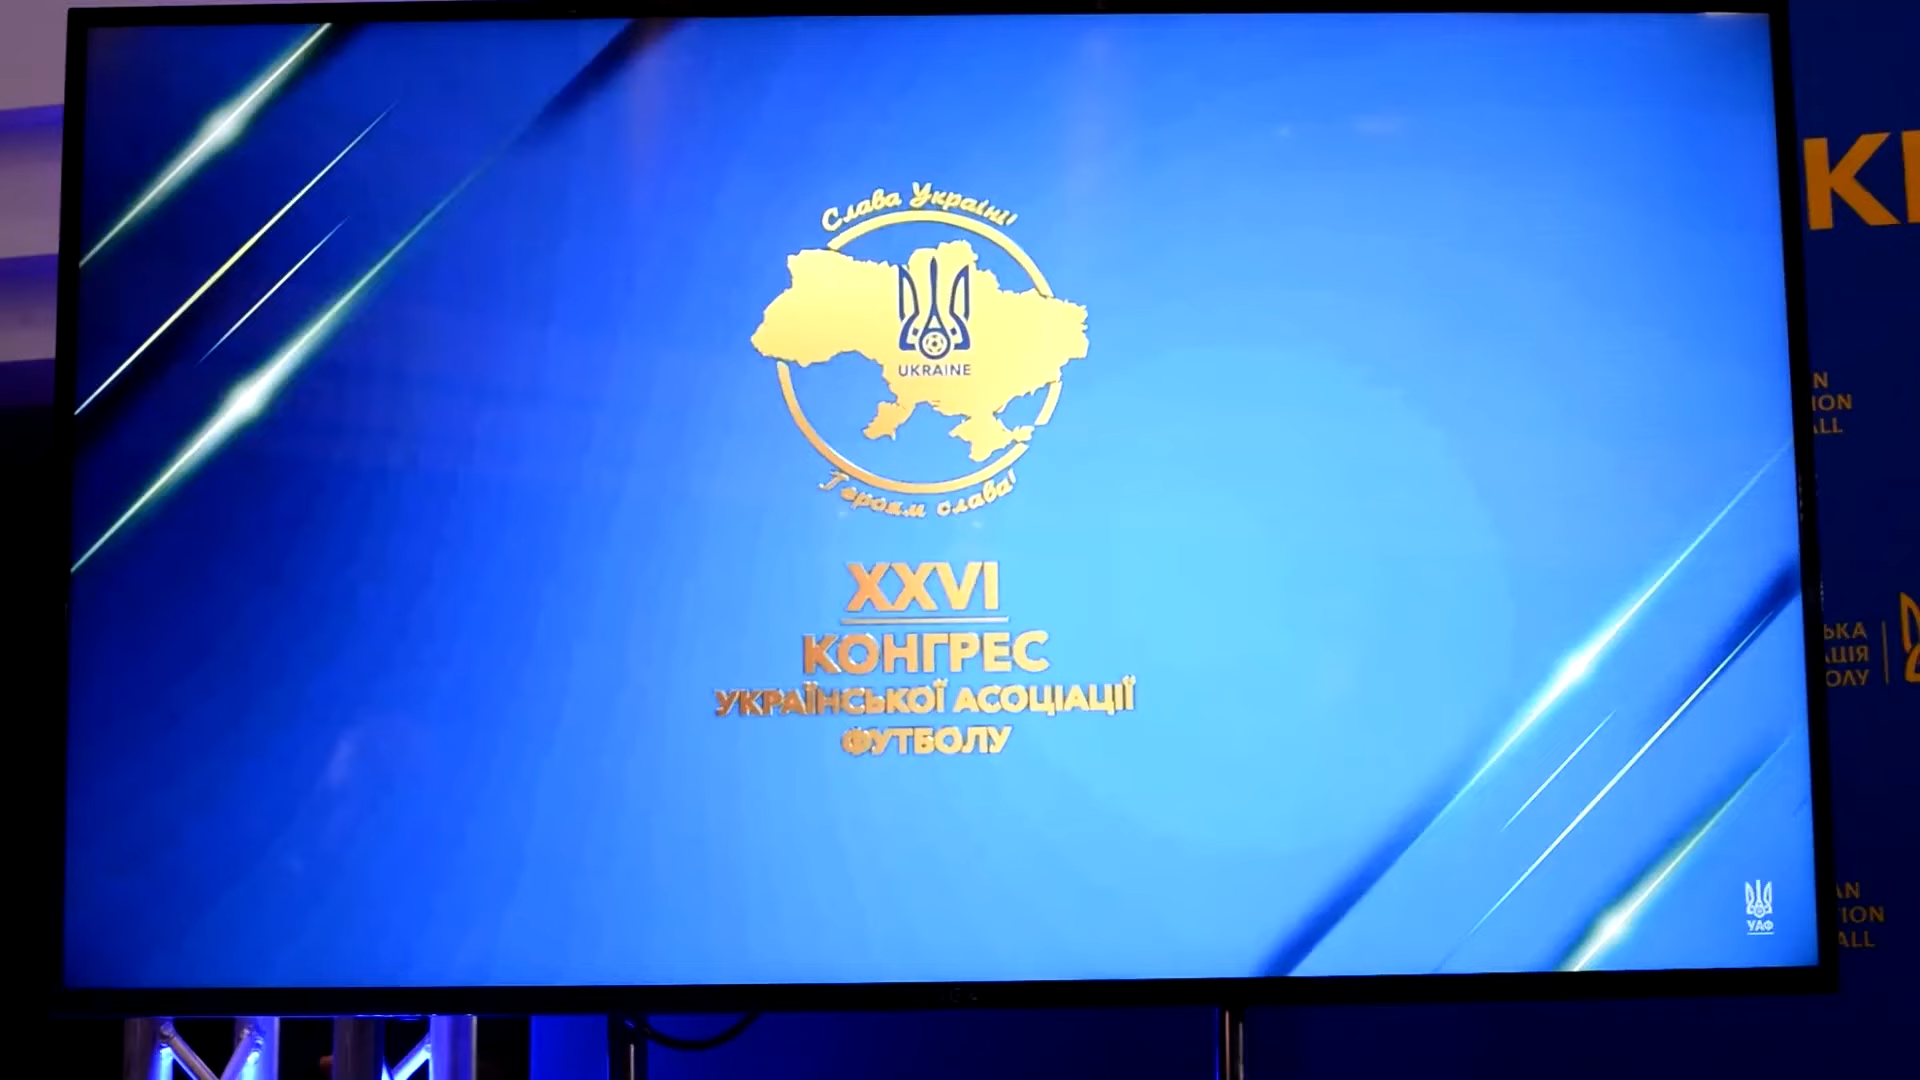 Слава Україні!
UKRAINE
Героям слава!
XXVI
КОНГРЕС
УКРАЇНСЬКОЇ АСОЦІАЦІЇ
ФУТБОЛУ
УАФ